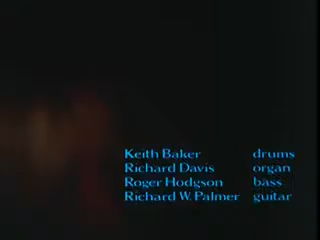 Keith Baker drums
Richard Davis organ
Roger Hodgson bass
Richard W. Palmer guitar